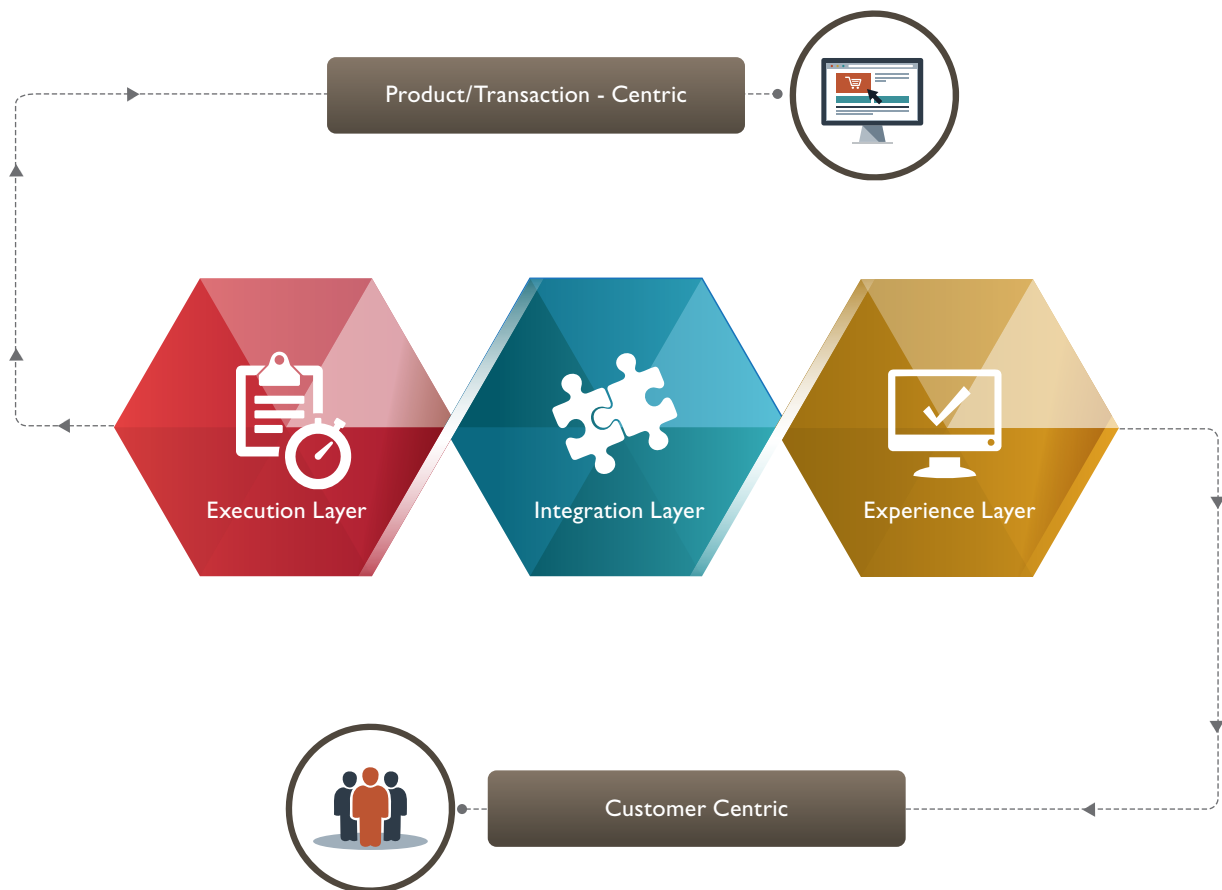 Product/Transaction - Centric
Execution Layer
Integration Layer
Experience Layer
Customer Centric